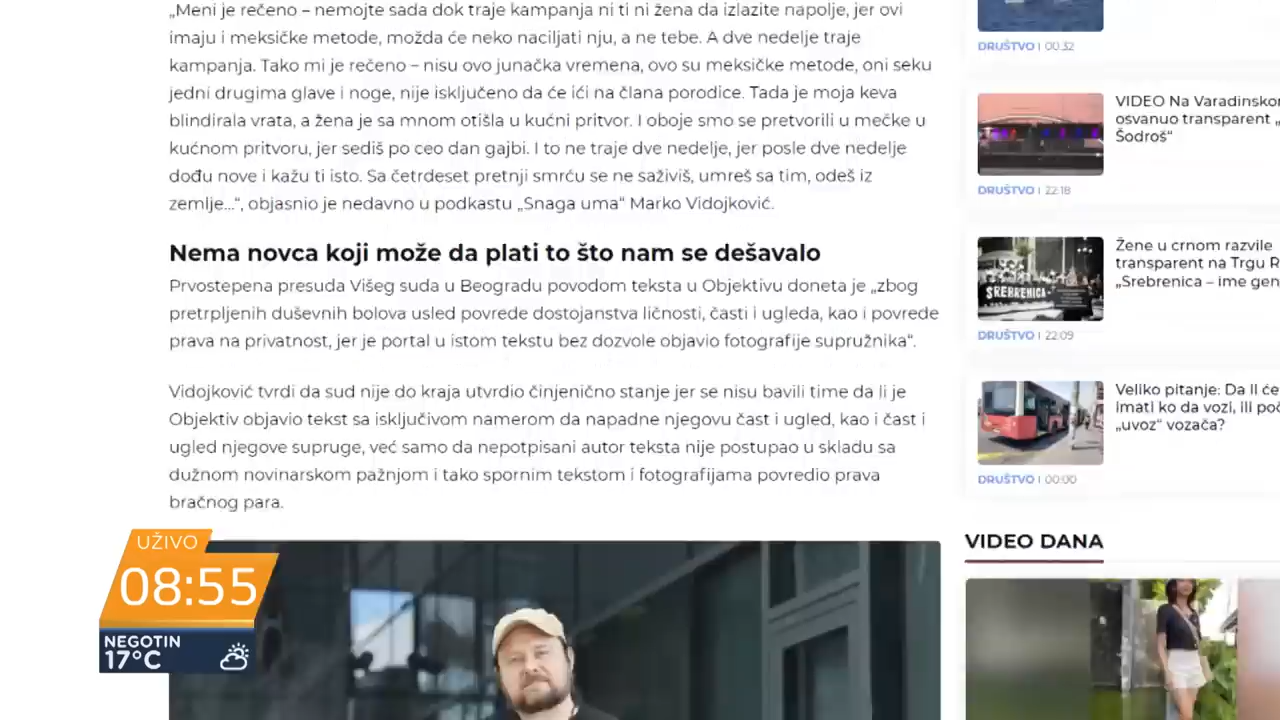 „Meni je rečeno – nemojte sada dok traje kampanja ni ti ni žena da izlazite napolje, jer ovi
imaju i meksičke metode, možda će neko naciljati nju, a ne tebe. A dve nedelje traje
kampanja. Tako mi je rečeno – nisu ovo junačka vremena, ovo su meksičke metode, oni seku
jedni drugima glave i noge, nije isključeno da će ići na člana porodice. Tada je moja keva
blindirala vrata, a žena je sa mnom otišla u kućni pritvor. I oboje smo se pretvorili u mečke u
kućnom pritvoru, jer sediš po ceo dan gajbi. I to ne traje dve nedelje, jer posle dve nedelje
dođu nove i kažu ti isto. Sa četrdeset pretnji smrću se ne saživiš, umreš sa tim, odeš iz
zemlje...“, objasnio je nedavno u podkastu „Snaga uma“ Marko Vidojković.
Nema novca koji može da plati to što nam se dešavalo
Prvostepena presuda Višeg suda u Beogradu povodom teksta u Objektivu doneta je „zbog
pretrpljenih duševnih bolova usled povrede dostojanstva ličnosti, časti i ugleda, kao i povrede
prava na privatnost, jer je portal u istom tekstu bez dozvole objavio fotografije supružnika“.
Vidojković tvrdi da sud nije do kraja utvrdio činjenično stanje jer se nisu bavili time da li je
Objektiv objavio tekst sa isključivom namerom da napadne njegovu čast i ugled, kao i čast i
ugled njegove supruge, već samo da nepotpisani autor teksta nije postupao u skladu sa
dužnom novinarskom pažnjom i tako spornim tekstom i fotografijama povredio prava
bračnog para.
DRUŠTVO | 00:32
VIDEO Na Varadinskom
osvanuo transparent „
Šodroš“
DRUŠTVO | 22:18
SREBRENICA
Žene u crnom razvile
transparent na Trgu R
„Srebrenica – ime gen
DRUŠTVO | 22:09
Veliko pitanje: Da li će
imati ko da vozi, ili poč
„uvoz“ vozača?
DRUŠTVO | 00:00
VIDEO DANA
UŽIVO
08:55
NEGOTIN
17°C